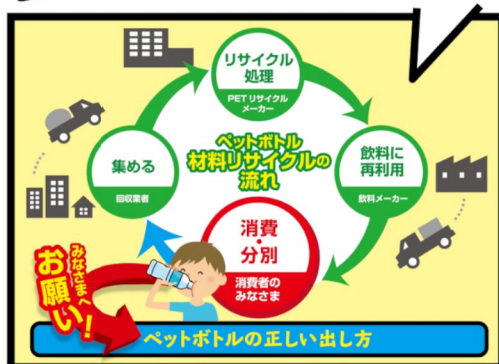 リサイクル
処理
PETリサイクル
メーカー
ペットボトル
材料リサイクルの
流れ
集める
回収業者
飲料に
再利用
飲料メーカー
消費
・
分別
消費者の
みなさま
みなさまへ
お願い!
ペットボトルの正しい出し方